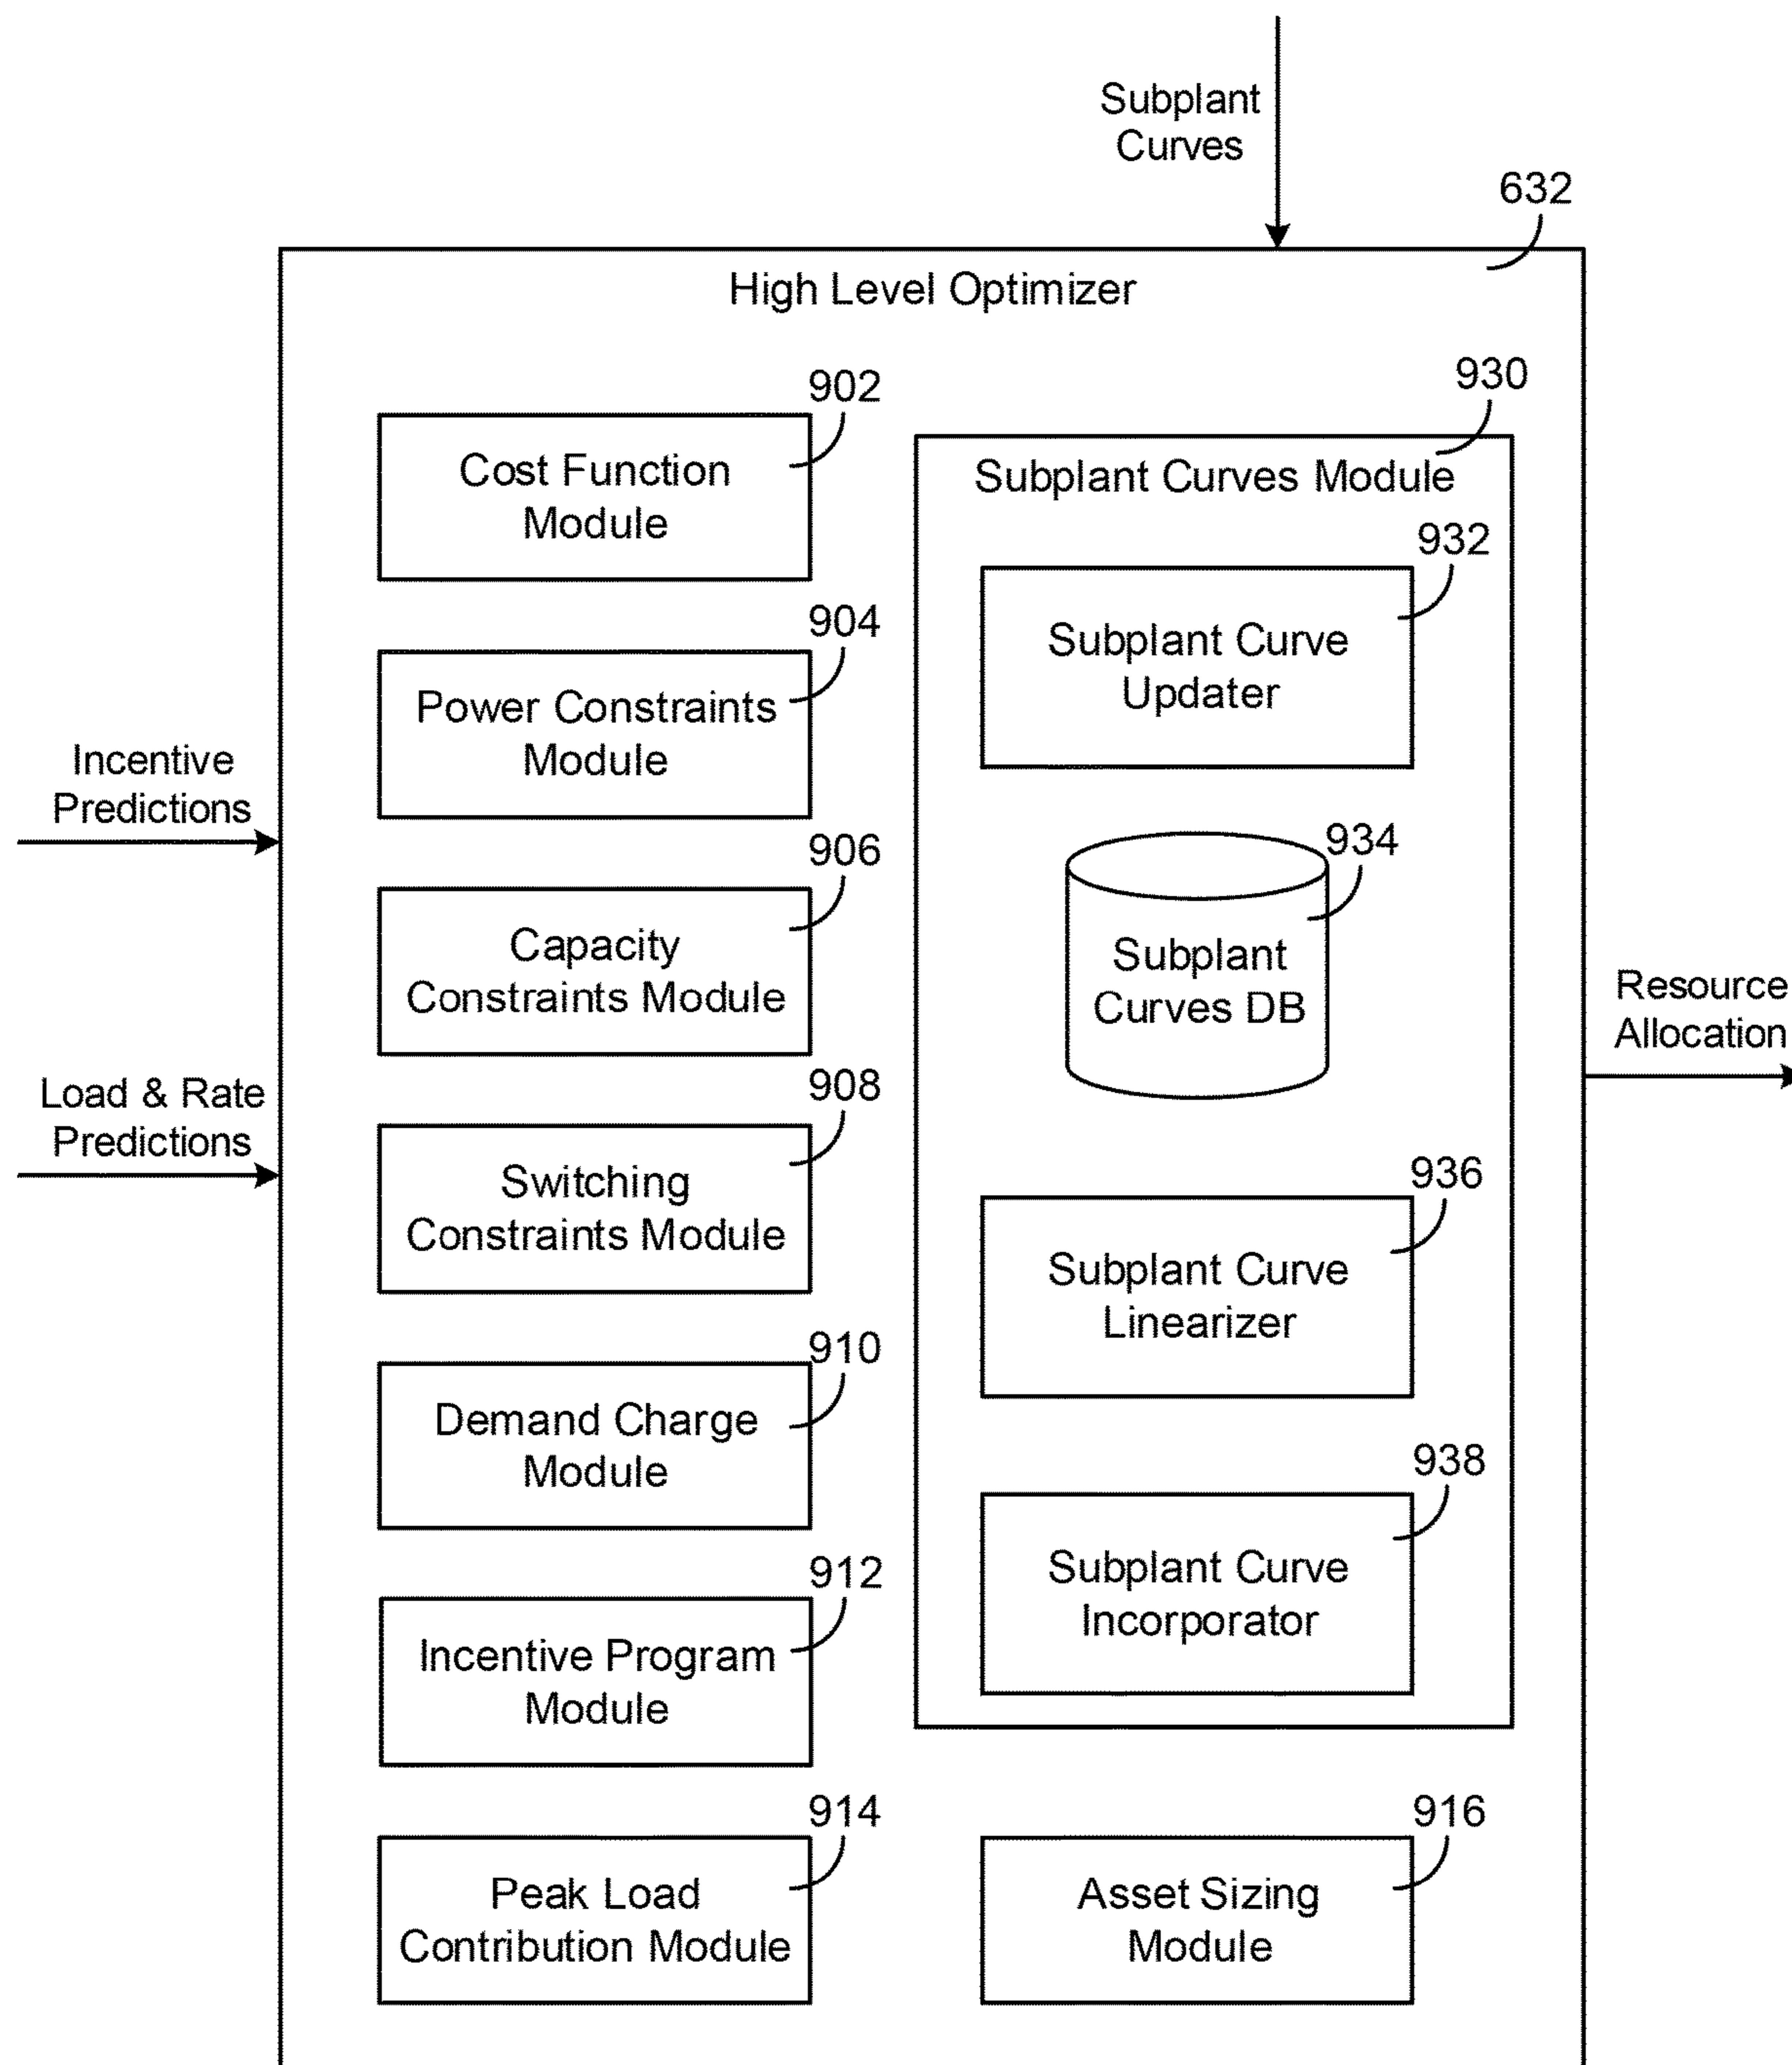 Subplant
Curves
632
High Level Optimizer
902
Cost Function
Module
904
Power Constraints
Module
Incentive
Predictions
906
Capacity
Constraints Module
Load & Rate
Predictions
908
Switching
Constraints Module
910
Demand Charge
Module
912
Incentive Program
Module
914
Peak Load
Contribution Module
930
Subplant Curves Module
932
Subplant Curve
Updater
934
Subplant
Curves DB
936
Subplant Curve
Linearizer
938
Subplant Curve
Incorporator
916
Asset Sizing
Module
Resource
Allocation